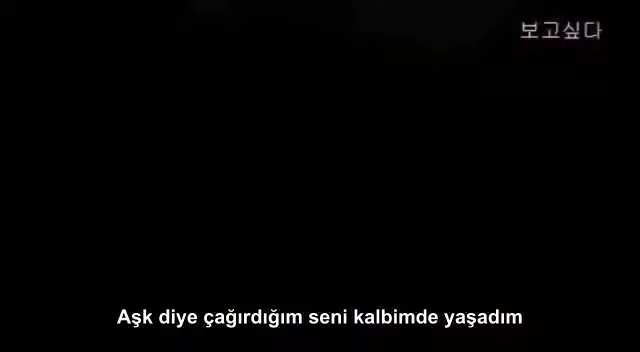 보고싶다
Aşk diye çağırdığım seni kalbimde yaşadım